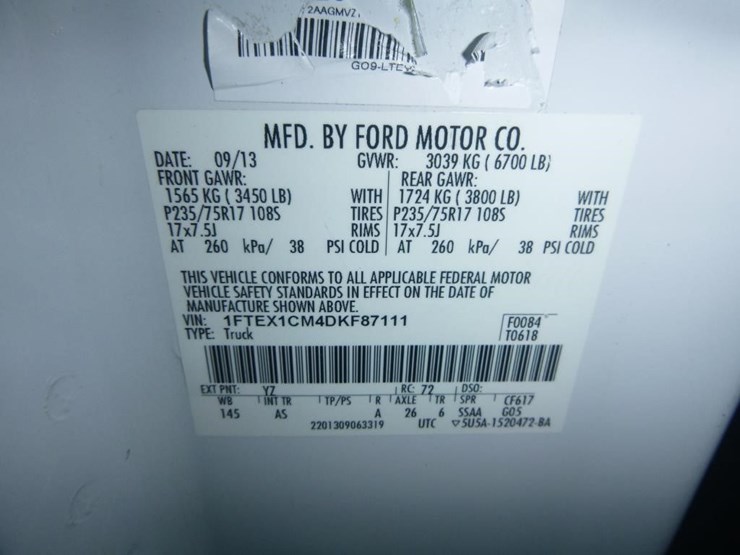 2AAGMVZ
GO9-LTE
MFD. BY FORD MOTOR CO.
DATE: 09/13 GVWR: 3039 KG ( 6700 LB)
FRONT GAWR: REAR GAWR:
1565 KG ( 3450 LB) WITH 1724 KG ( 3800 LB) WITH
P235/75R17 108S TIRES P235/75R17 108S TIRES
17x7.5J RIMS 17x7.5J RIMS
AT 260 kPa/ 38 PSI COLD AT 260 kPa/ 38 PSI COLD
THIS VEHICLE CONFORMS TO ALL APPLICABLE FEDERAL MOTOR
VEHICLE SAFETY STANDARDS IN EFFECT ON THE DATE OF
MANUFACTURE SHOWN ABOVE.
VIN: 1FTEX1CM4DKF87111 F0084
TYPE: Truck T0618
EXT PNT: YZ RC: 72 DSO:
WB INT TR TP/PS R AXLE TR SPR CF617
145 AS A 26 6 SSAA G05
2201309063319 UTC ▽5U5A-1520472-BA